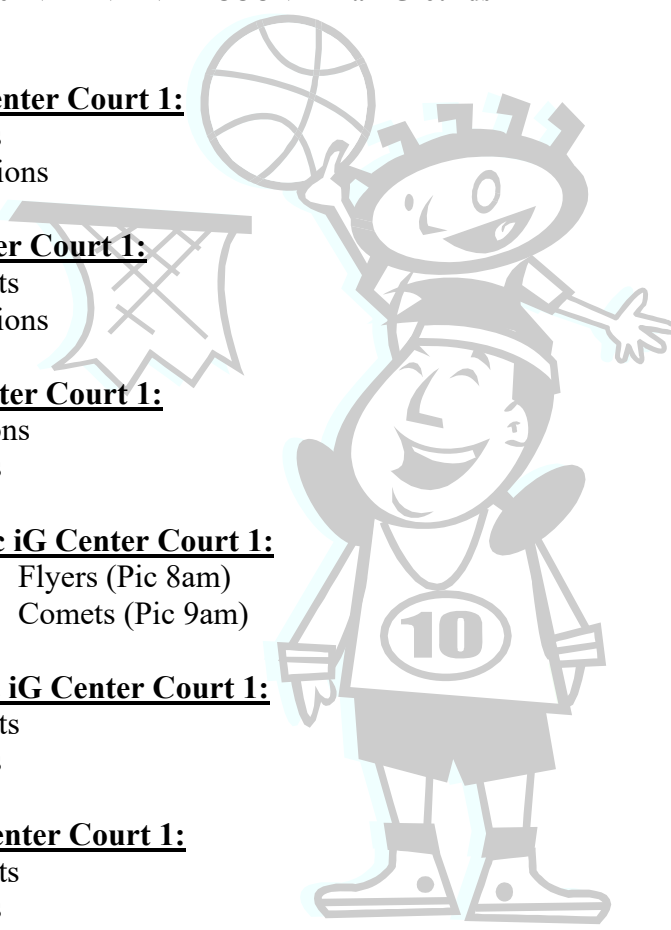 enter Court 1:
ions
er Court 1:
ts
ions
ter Court 1:
ons
c iG Center Court 1:
Flyers (Pic 8am)
Comets (Pic 9am)
iG Center Court 1:
ts
enter Court 1:
ts
s
10